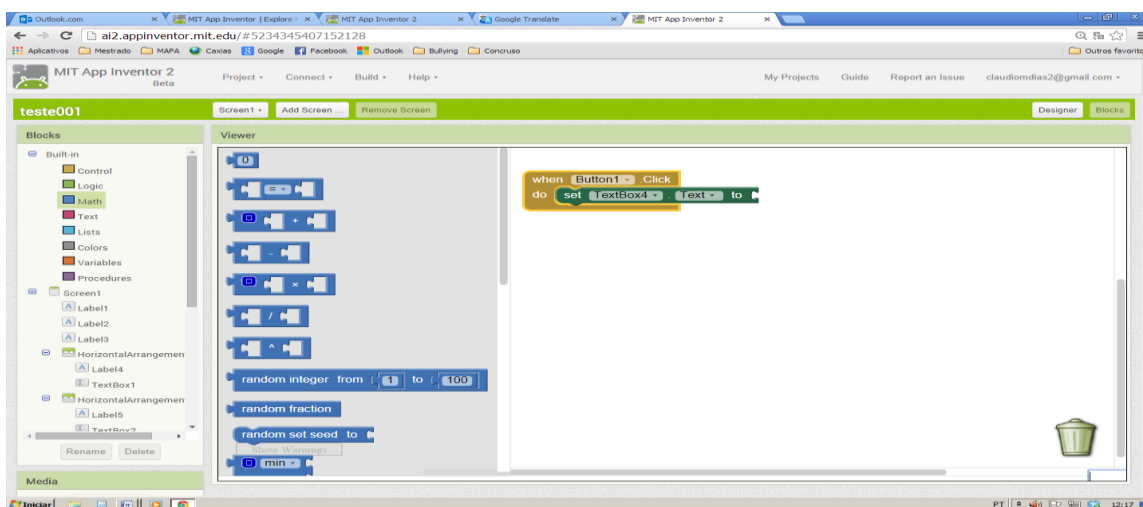 Outlook.com
MIT App Inventor | Explore
MIT App Inventor 2
Google Translate
MIT App Inventor 2
ai2.appinventor.mit.edu/#5234345407152128
Aplicativos Mestrado MAPA Caxias Google Facebook Outlook Bullying Concruso Outros favorito
MIT App Inventor 2
Beta
Project Connect Build Help My Projects Guide Report an Issue claudiomdias2@gmail.com
teste001 Screen1 Add Screen ... Remove Screen Designer Blocks
Blocks
Built-in
Control
Logic
Math
Text
Lists
Colors
Variables
Procedures
Screen1
Label1
Label2
Label3
HorizontalArrangemen
Label4
TextBox1
HorizontalArrangemen
Label5
TextBox2
Rename Delete
Media
Viewer
0
=
+
-
×
/
^
random integer from 1 to 100
random fraction
random set seed to
Show Warnings
min
when Button1 .Click
do set TextBox4 . Text to
Iniciar
PT 12:17